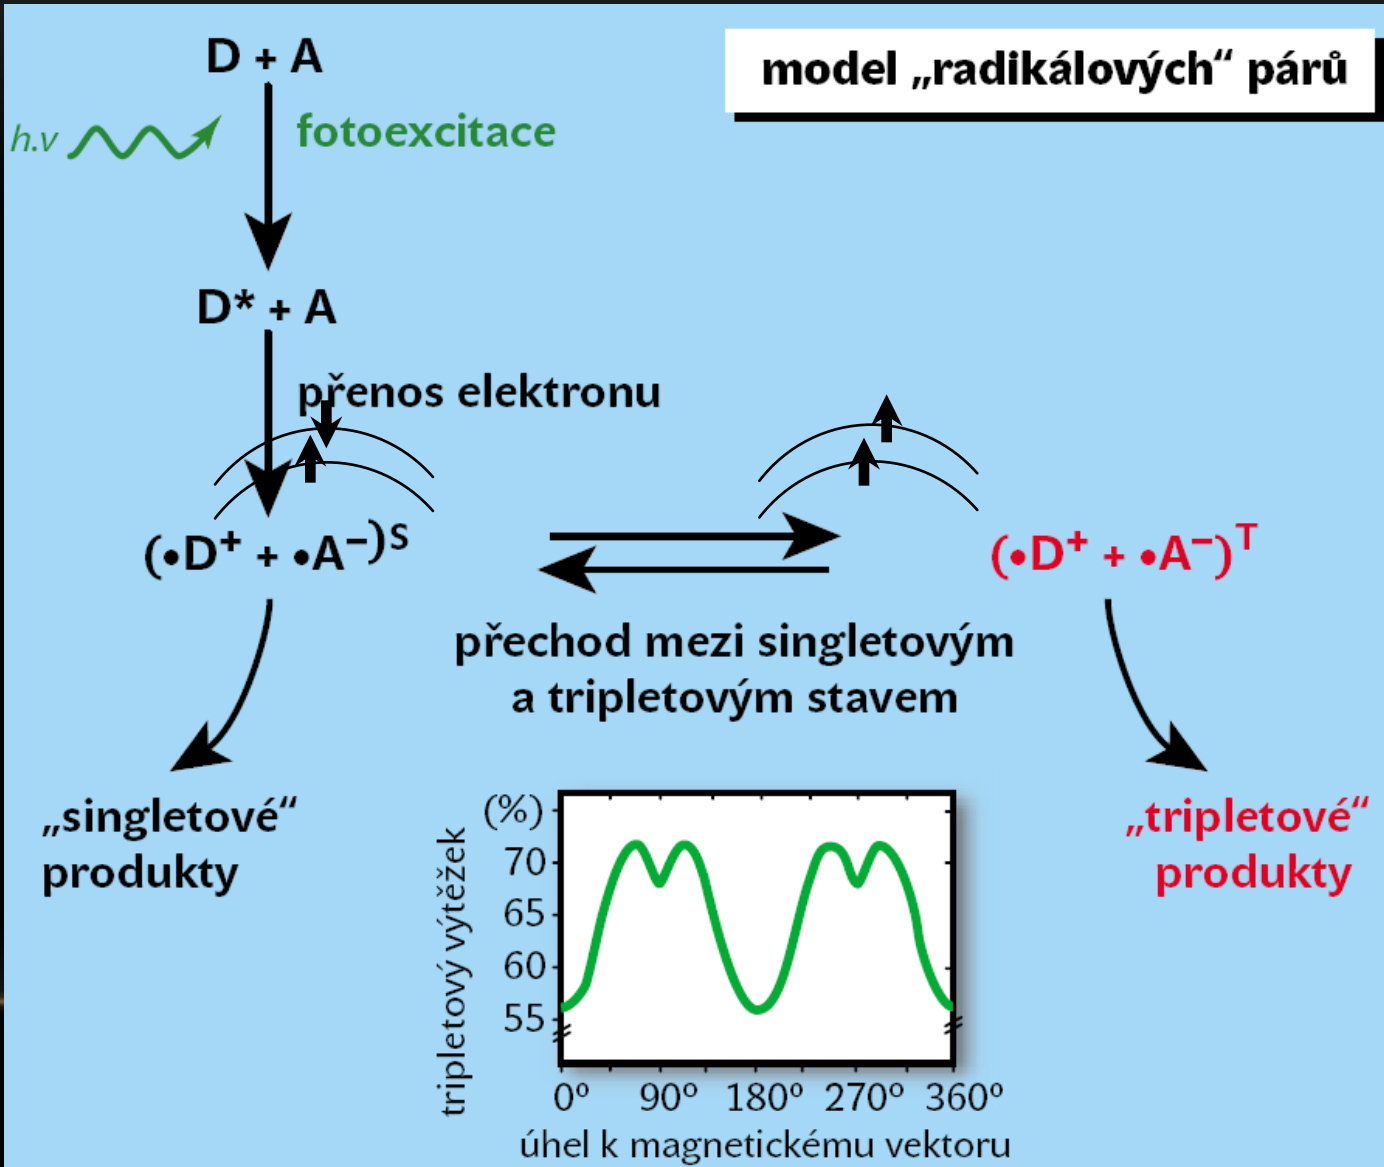 model „radikálových“ párů
D + A
h.ν
fotoexcitace
D* + A
přenos elektronu
(•D⁺ + •A⁻)ˢ
(•D⁺ + •A⁻)ᵀ
přechod mezi singletovým
a tripletovým stavem
„singletové“
produkty
„tripletové“
produkty
tripletový výtěžek
(%)
70
65
60
55
0º 90º 180º 270º 360º
úhel k magnetickému vektoru